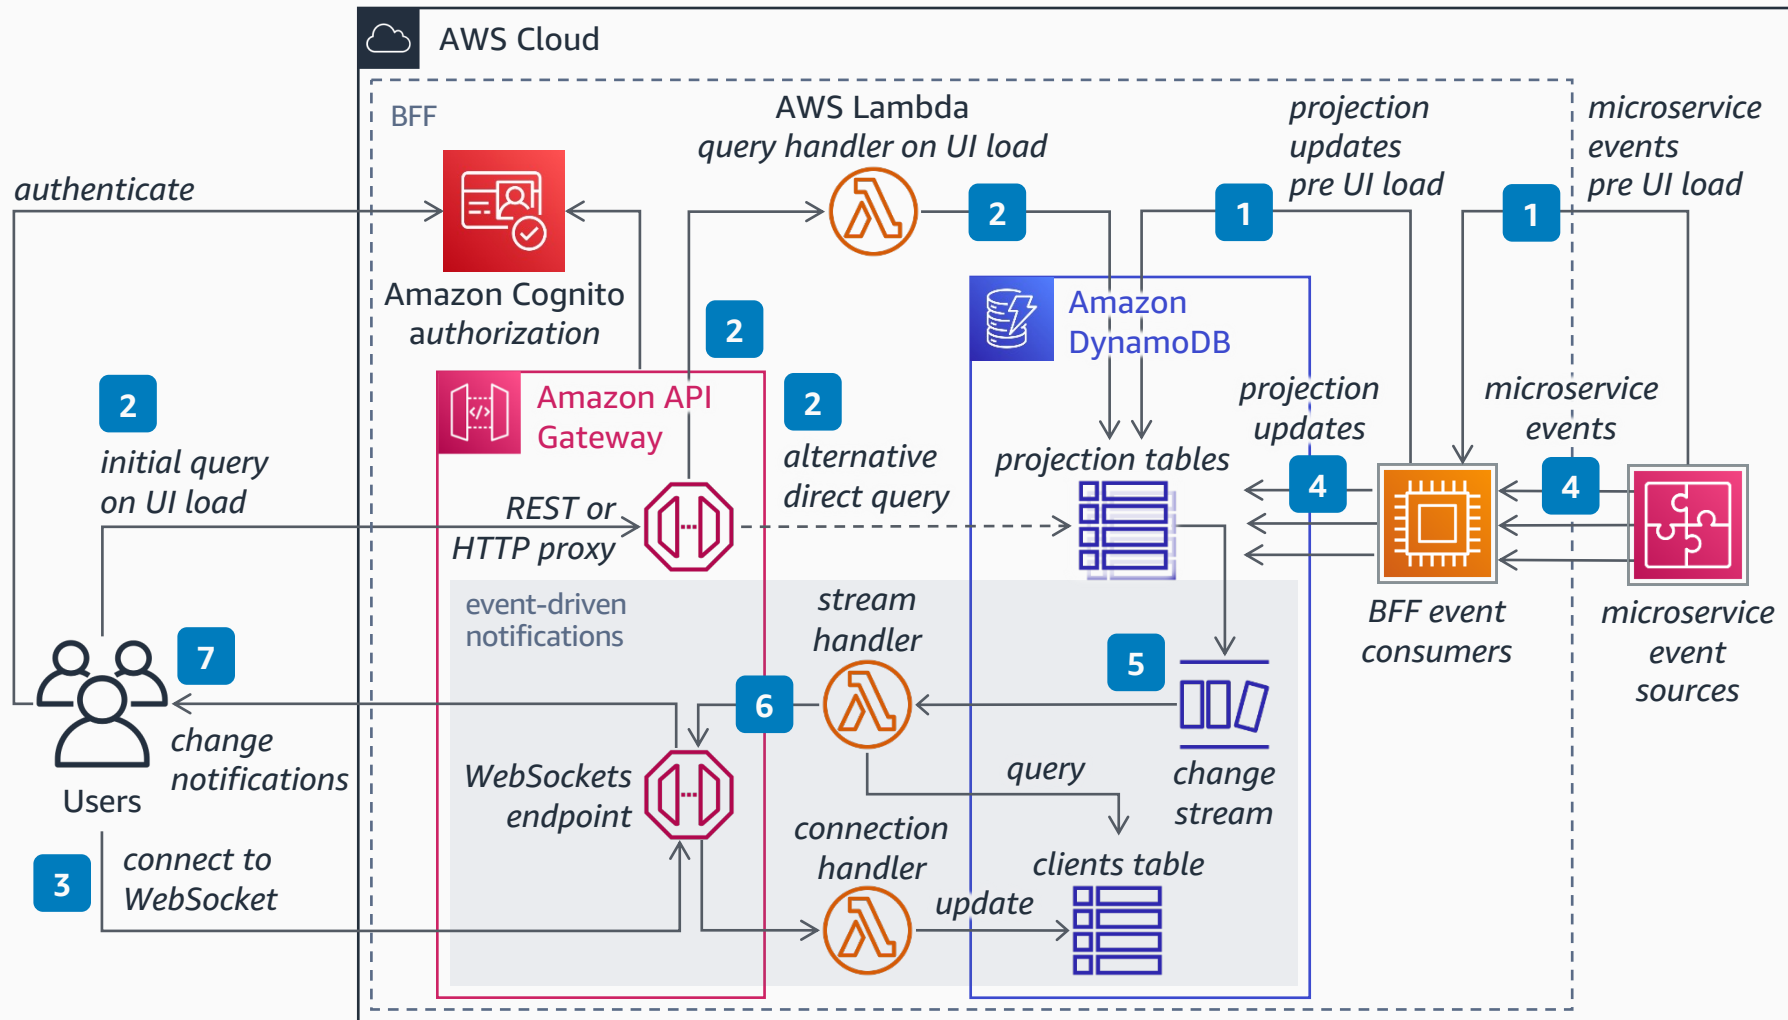 AWS Cloud
BFF
AWS Lambda
query handler on UI load
projection
updates
pre UI load
microservice
events
pre UI load
authenticate
2
1
1
Amazon Cognito
authorization
2
Amazon
DynamoDB
2
initial query
on UI load
Amazon API
Gateway
2
alternative
direct query
projection tables
projection
updates
4
microservice
events
4
REST or
HTTP proxy
event-driven
notifications
stream
handler
BFF event
consumers
microservice
event
sources
7
change
notifications
Users
6
5
WebSockets
endpoint
query
change
stream
3
connect to
WebSocket
connection
handler
update
clients table